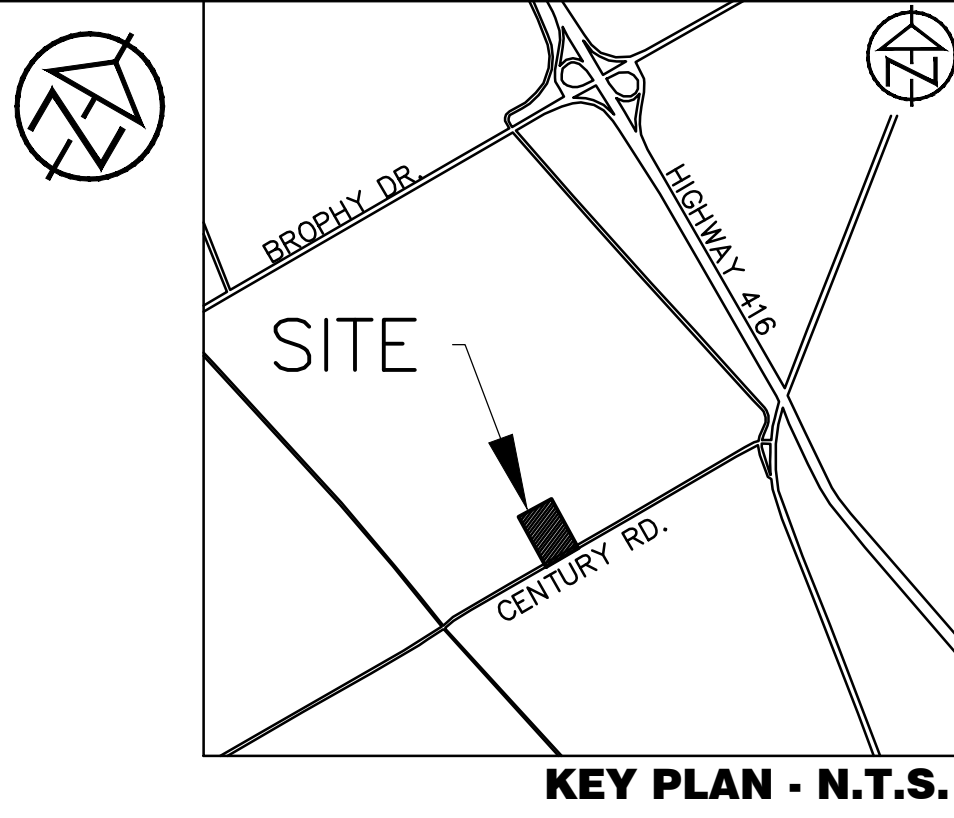 BROPHY DR.
HIGHWAY 416
SITE
CENTURY RD.
KEY PLAN - N.T.S.